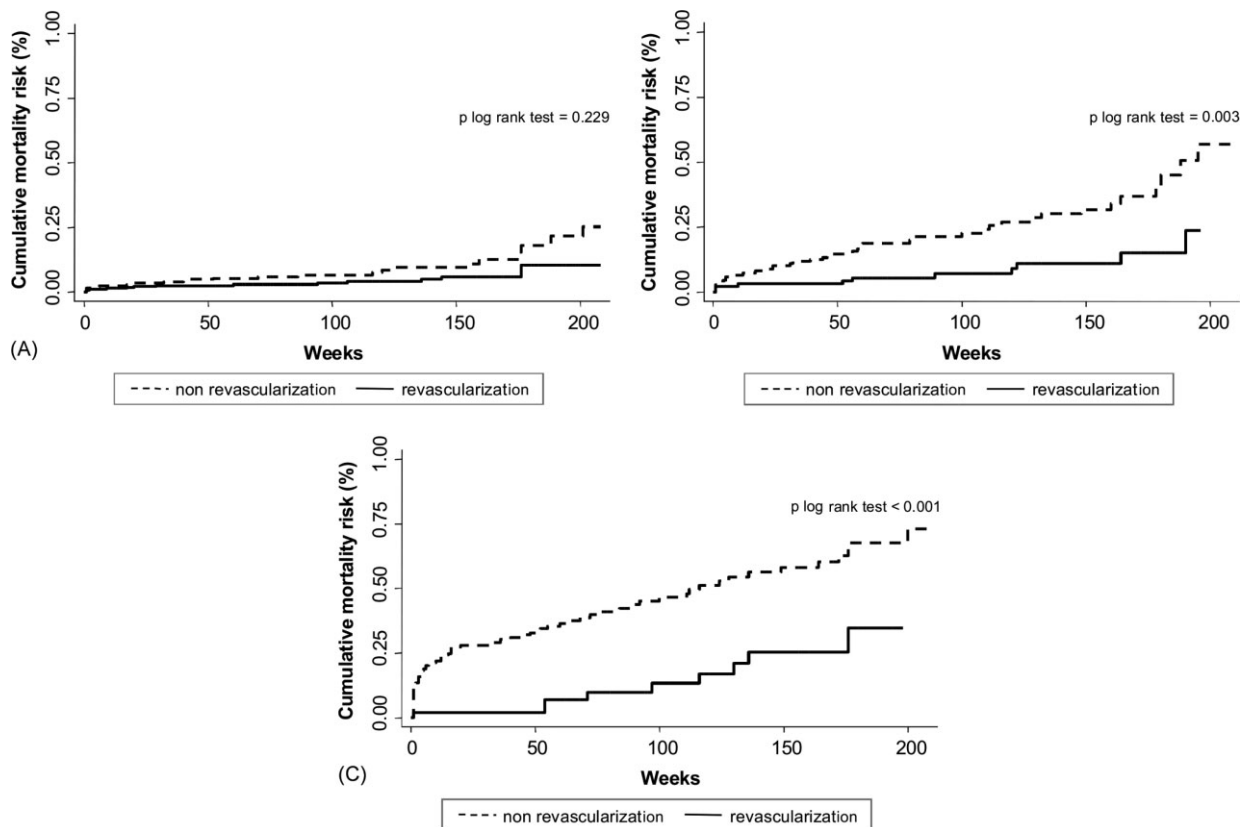 Cumulative mortality risk (%)
1.00
0.75
0.50
0.25
0.00
p log rank test = 0.229
0
50
100
150
200
Weeks
(A)
non revascularization
revascularization
Cumulative mortality risk (%)
1.00
0.75
0.50
0.25
0.00
p log rank test = 0.003
0
50
100
150
200
Weeks
non revascularization
revascularization
Cumulative mortality risk (%)
1.00
0.75
0.50
0.25
0.00
p log rank test < 0.001
0
50
100
150
200
Weeks
(C)
non revascularization
revascularization